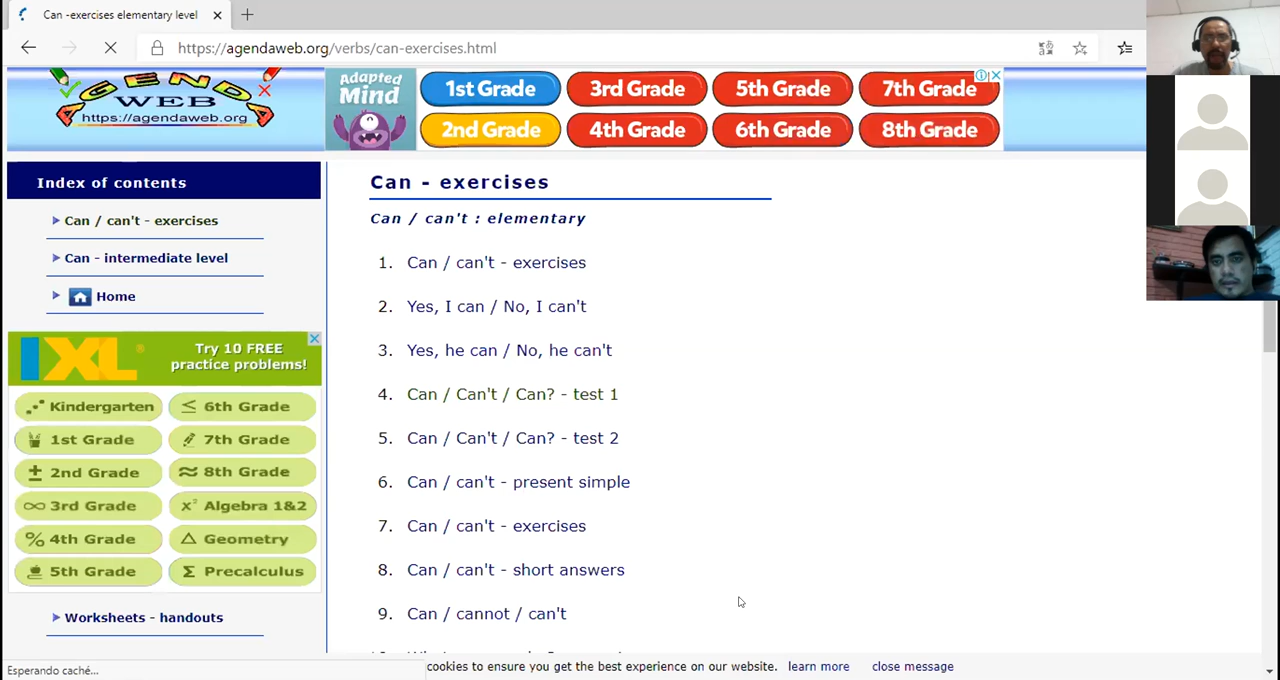 Can -exercises elementary level
https://agendaweb.org/verbs/can-exercises.html
AGENDA
WEB
https://agendaweb.org
Adapted
Mind
1st Grade
3rd Grade
5th Grade
7th Grade
2nd Grade
4th Grade
6th Grade
8th Grade
Index of contents
Can / can't - exercises
Can - intermediate level
Home
IXL
Try 10 FREE
practice problems!
Kindergarten
6th Grade
1st Grade
7th Grade
2nd Grade
8th Grade
3rd Grade
x² Algebra 1&2
4th Grade
Geometry
5th Grade
Σ Precalculus
Worksheets - handouts
Can - exercises
Can / can't : elementary
1. Can / can't - exercises
2. Yes, I can / No, I can't
3. Yes, he can / No, he can't
4. Can / Can't / Can? - test 1
5. Can / Can't / Can? - test 2
6. Can / can't - present simple
7. Can / can't - exercises
8. Can / can't - short answers
9. Can / cannot / can't
cookies to ensure you get the best experience on our website. learn more close message
Esperando caché...